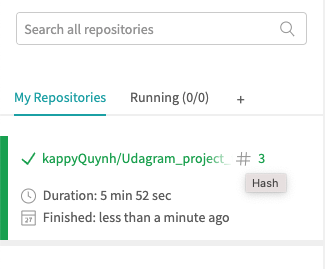 Search all repositories
My Repositories Running (0/0) +
kappyQuynh/Udagram_project_ # 3
Hash
Duration: 5 min 52 sec
27 Finished: less than a minute ago